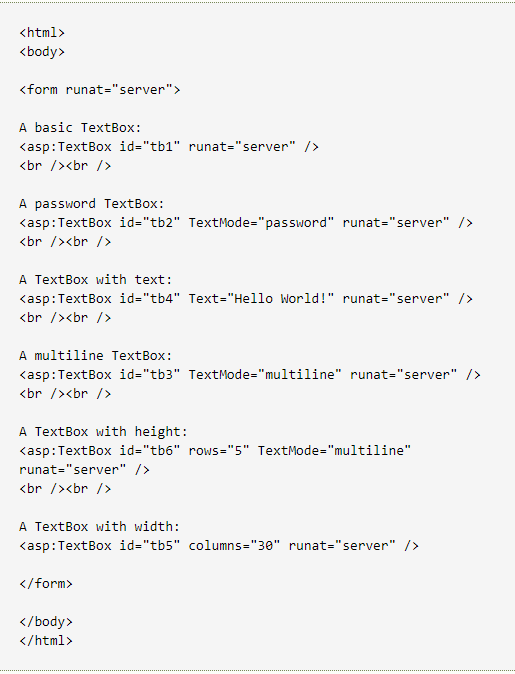 <html>
<body>
<form runat="server">
A basic TextBox:
<asp:TextBox id="tb1" runat="server" />
<br /><br />
A password TextBox:
<asp:TextBox id="tb2" TextMode="password" runat="server" />
<br /><br />
A TextBox with text:
<asp:TextBox id="tb4" Text="Hello World!" runat="server" />
<br /><br />
A multiline TextBox:
<asp:TextBox id="tb3" TextMode="multiline" runat="server" />
<br /><br />
A TextBox with height:
<asp:TextBox id="tb6" rows="5" TextMode="multiline"
runat="server" />
<br /><br />
A TextBox with width:
<asp:TextBox id="tb5" columns="30" runat="server" />
</form>
</body>
</html>